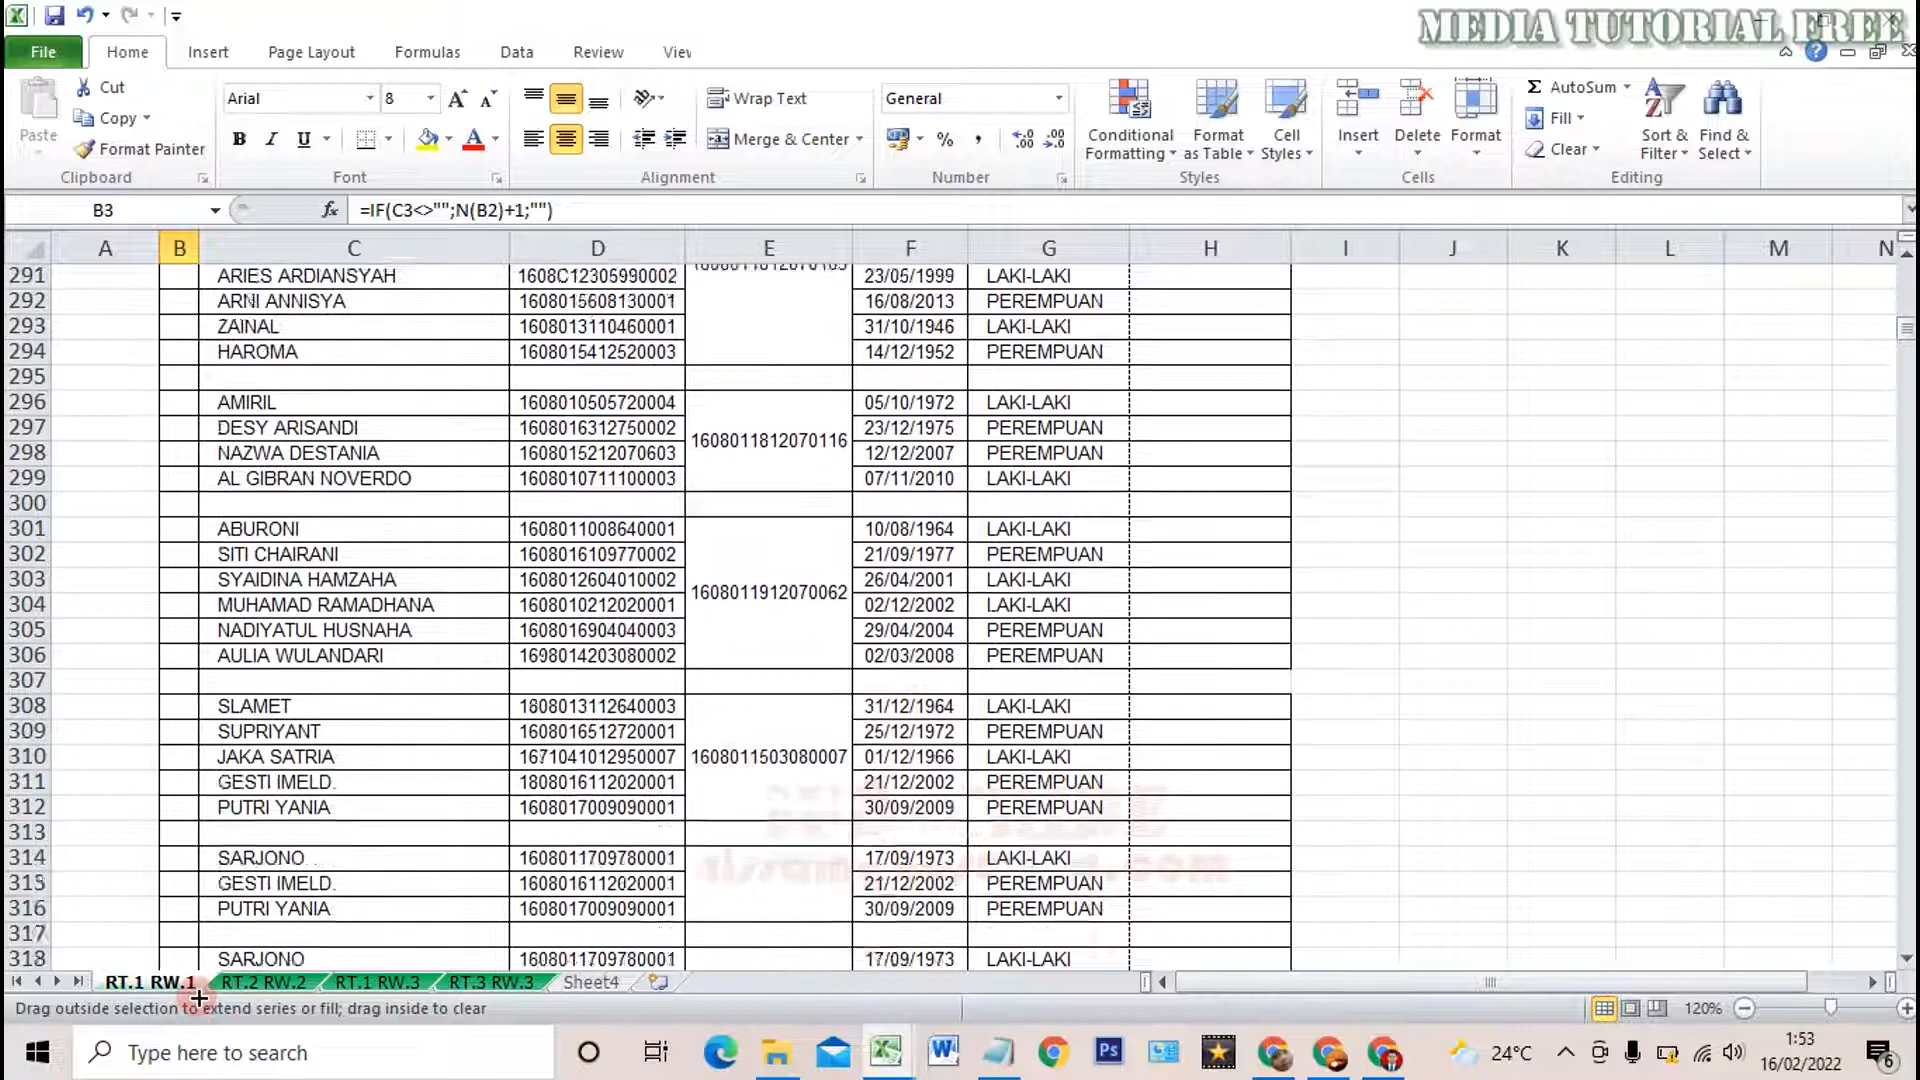 MEDIA TUTORIAL FREE
File Home Insert Page Layout Formulas Data Review View
Paste Cut Copy Format Painter Clipboard
Arial 8 B I U Font
Wrap Text Merge & Center Alignment
General % , Number
Conditional Formatting Format as Table Cell Styles Styles
Insert Delete Format Cells
Σ AutoSum Fill Clear Sort & Filter Find & Select Editing
B3 fx =IF(C3<>"";N(B2)+1;"")
A B C D E F G H I J K L M N
291 ARIES ARDIANSYAH 1608C12305990002 23/05/1999 LAKI-LAKI
292 ARNI ANNISYA 1608015608130001 16/08/2013 PEREMPUAN
293 ZAINAL 1608013110460001 31/10/1946 LAKI-LAKI
294 HAROMA 1608015412520003 14/12/1952 PEREMPUAN
295
296 AMIRIL 1608010505720004 05/10/1972 LAKI-LAKI
297 DESY ARISANDI 1608016312750002 23/12/1975 PEREMPUAN
1608011812070116
298 NAZWA DESTANIA 1608015212070603 12/12/2007 PEREMPUAN
299 AL GIBRAN NOVERDO 1608010711100003 07/11/2010 LAKI-LAKI
300
301 ABURONI 1608011008640001 10/08/1964 LAKI-LAKI
302 SITI CHAIRANI 1608016109770002 21/09/1977 PEREMPUAN
303 SYAIDINA HAMZAHA 1608012604010002 26/04/2001 LAKI-LAKI
1608011912070062
304 MUHAMAD RAMADHANA 1608010212020001 02/12/2002 LAKI-LAKI
305 NADIYATUL HUSNAHA 1608016904040003 29/04/2004 PEREMPUAN
306 AULIA WULANDARI 1698014203080002 02/03/2008 PEREMPUAN
307
308 SLAMET 1808013112640003 31/12/1964 LAKI-LAKI
309 SUPRIYANT 1608016512720001 25/12/1972 PEREMPUAN
310 JAKA SATRIA 1671041012950007 1608011503080007 01/12/1966 LAKI-LAKI
311 GESTI IMELD. 1808016112020001 21/12/2002 PEREMPUAN
312 PUTRI YANIA 1608017009090001 30/09/2009 PEREMPUAN
313
314 SARJONO 1608011709780001 17/09/1973 LAKI-LAKI
315 GESTI IMELD. 1608016112020001 21/12/2002 PEREMPUAN
316 PUTRI YANIA 1608017009090001 30/09/2009 PEREMPUAN
317
318 SARJONO 1608011709780001 17/09/1973 LAKI-LAKI
RT.1 RW.1 RT.2 RW.2 RT.1 RW.3 RT.3 RW.3 Sheet4
Drag outside selection to extend series or fill; drag inside to clear 120%
Type here to search Ps 24°C 1:53
16/02/2022 6